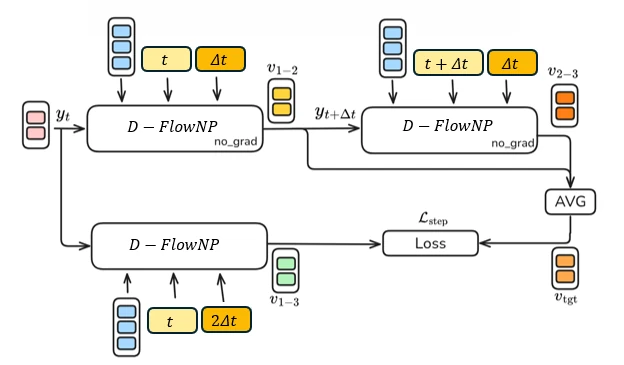 t
Δt
t + Δt
Δt
v₁₋₂
v₂₋₃
yₜ
D − FlowNP
no_grad
yₜ₊Δₜ
D − FlowNP
no_grad
AVG
ℒstep
D − FlowNP
Loss
v₁₋₃
vtgt
t
2Δt